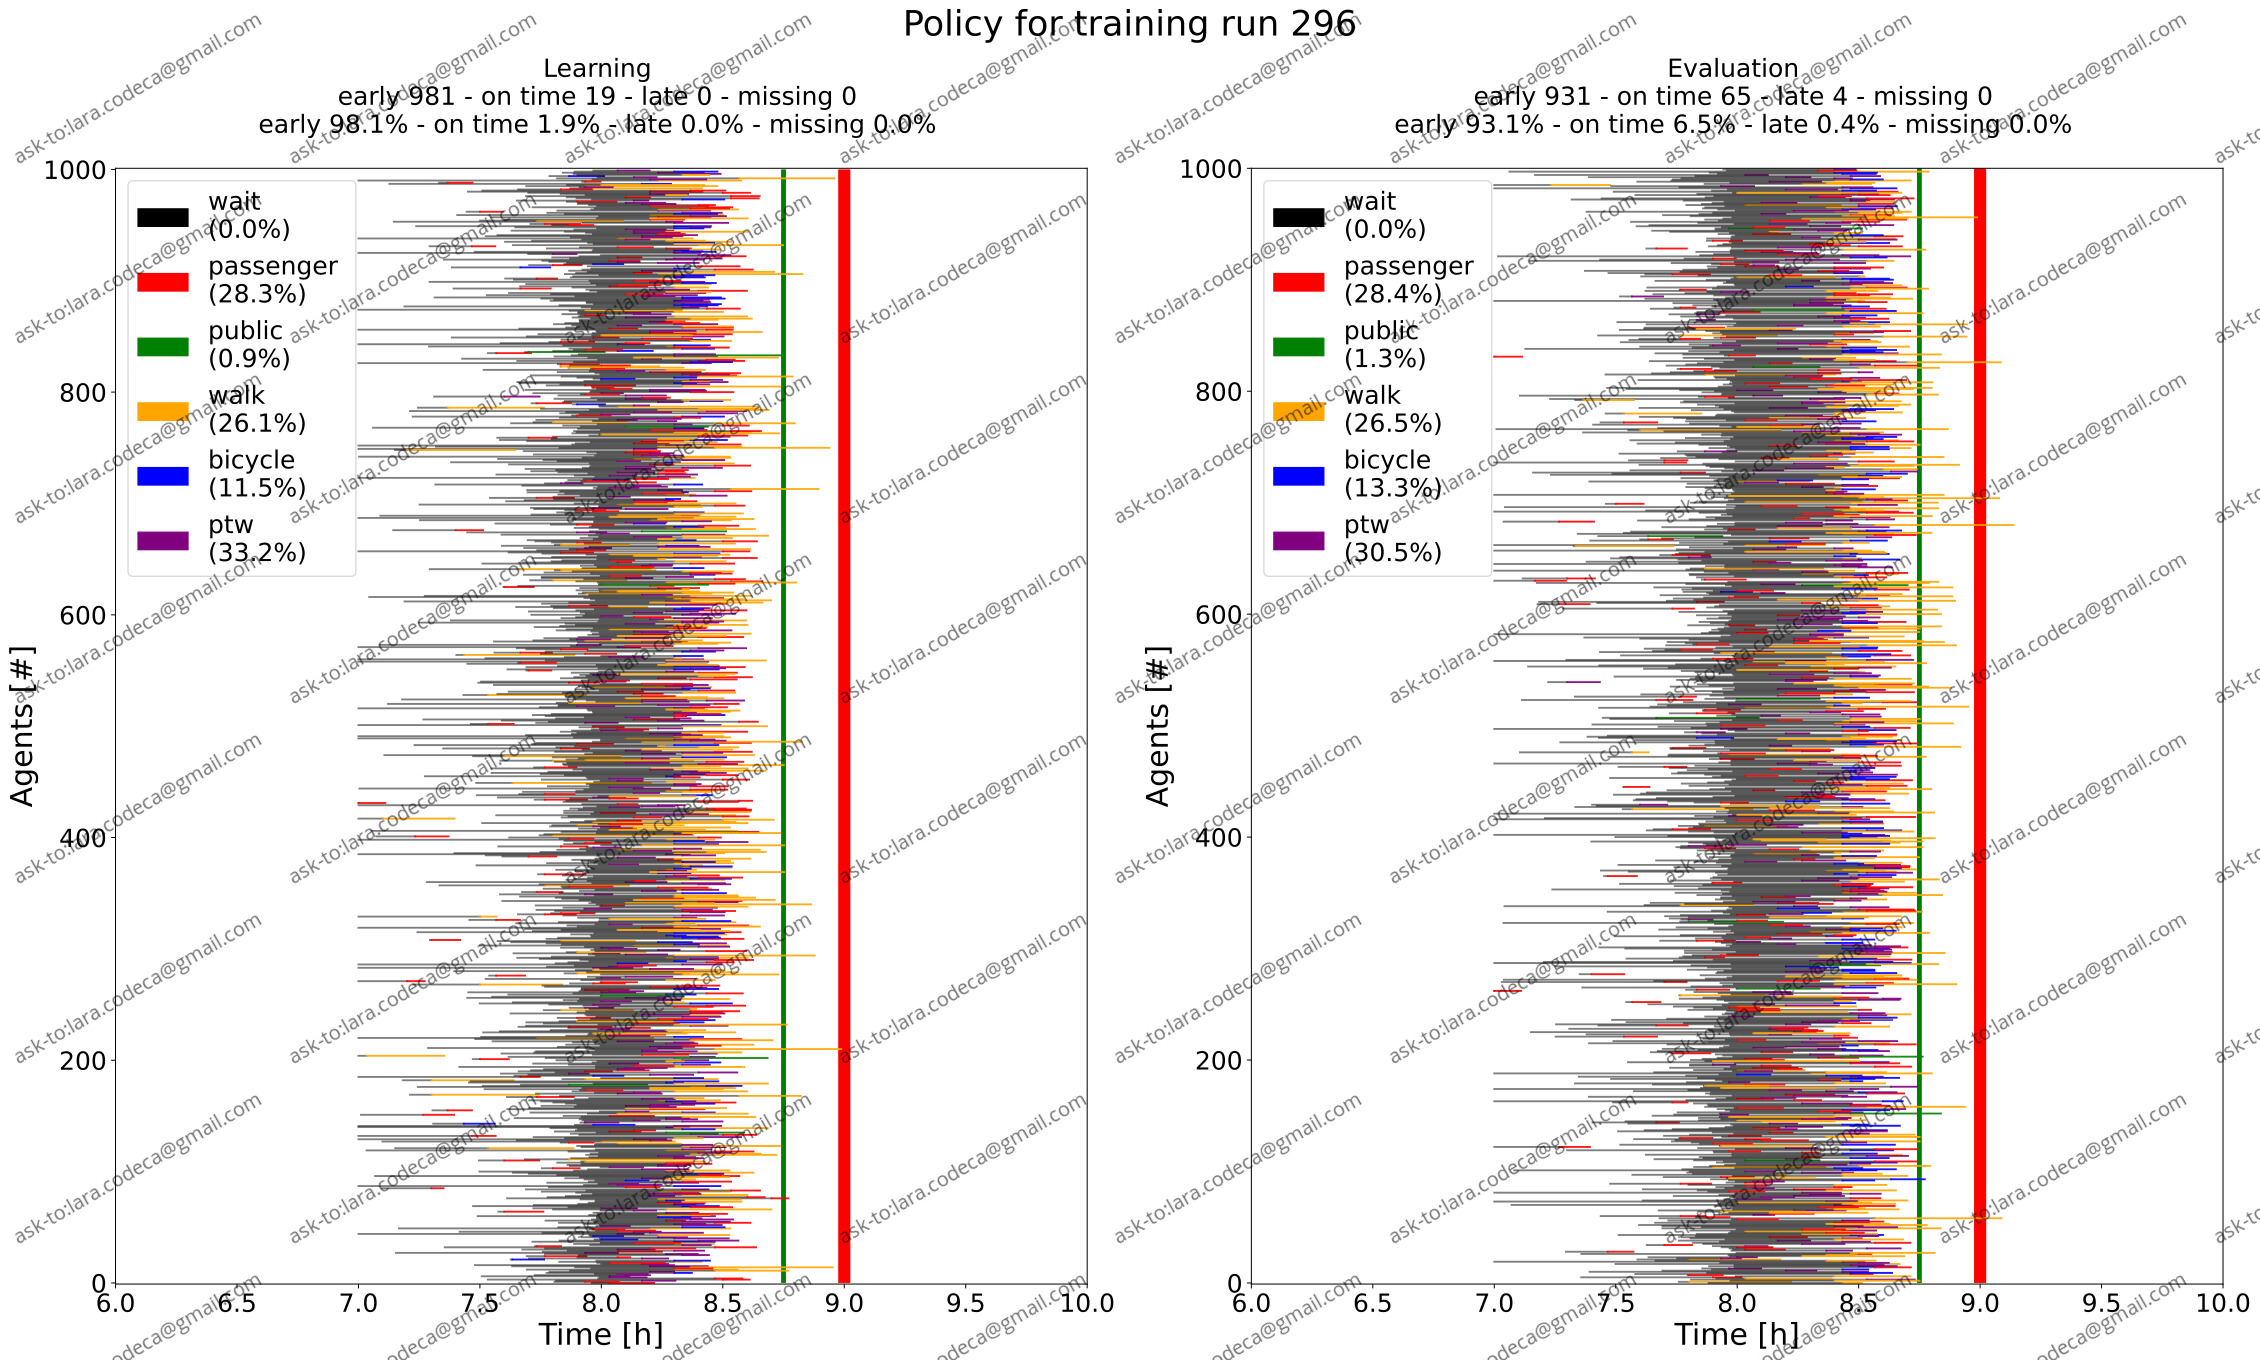 Policy for training run 296
Learning
early 981 - on time 19 - late 0 - missing 0
early 98.1% - on time 1.9% - late 0.0% - missing 0.0%
1000
800
600
400
200
0
Agents [#]
wait
(0.0%)
passenger
(28.3%)
public
(0.9%)
walk
(26.1%)
bicycle
(11.5%)
ptw
(33.2%)
6.0 6.5 7.0 7.5 8.0 8.5 9.0 9.5 10.0
Time [h]
Evaluation
early 931 - on time 65 - late 4 - missing 0
early 93.1% - on time 6.5% - late 0.4% - missing 0.0%
1000
800
600
400
200
0
Agents [#]
wait
(0.0%)
passenger
(28.4%)
public
(1.3%)
walk
(26.5%)
bicycle
(13.3%)
ptw
(30.5%)
6.0 6.5 7.0 7.5 8.0 8.5 9.0 9.5 10.0
Time [h]
ask-to:lara.codeca@gmail.com